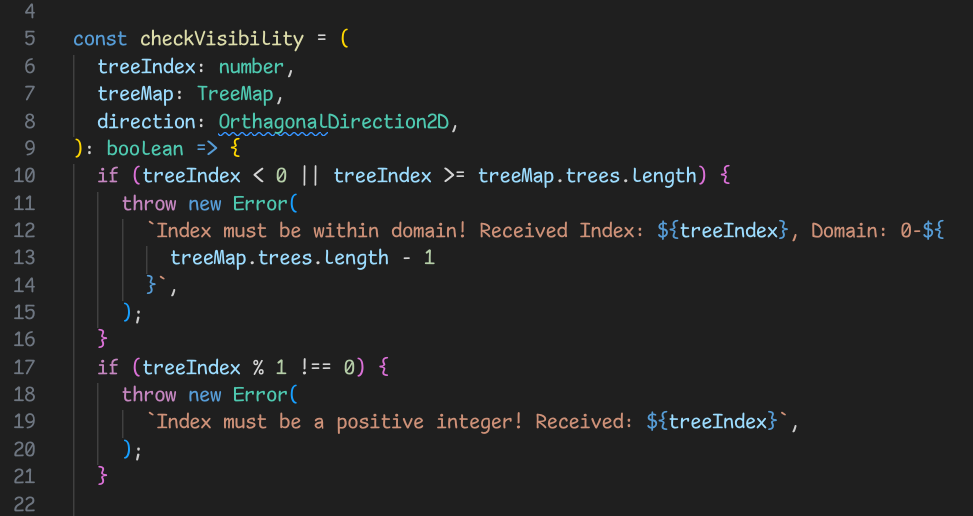 4
5 const checkVisibility = (
6 treeIndex: number,
7 treeMap: TreeMap,
8 direction: OrthagonalDirection2D,
9 ): boolean => {
10 if (treeIndex < 0 || treeIndex >= treeMap.trees.length) {
11 throw new Error(
12 `Index must be within domain! Received Index: ${treeIndex}, Domain: 0-${
13 treeMap.trees.length - 1
14 }`,
15 );
16 }
17 if (treeIndex % 1 !== 0) {
18 throw new Error(
19 `Index must be a positive integer! Received: ${treeIndex}`,
20 );
21 }
22